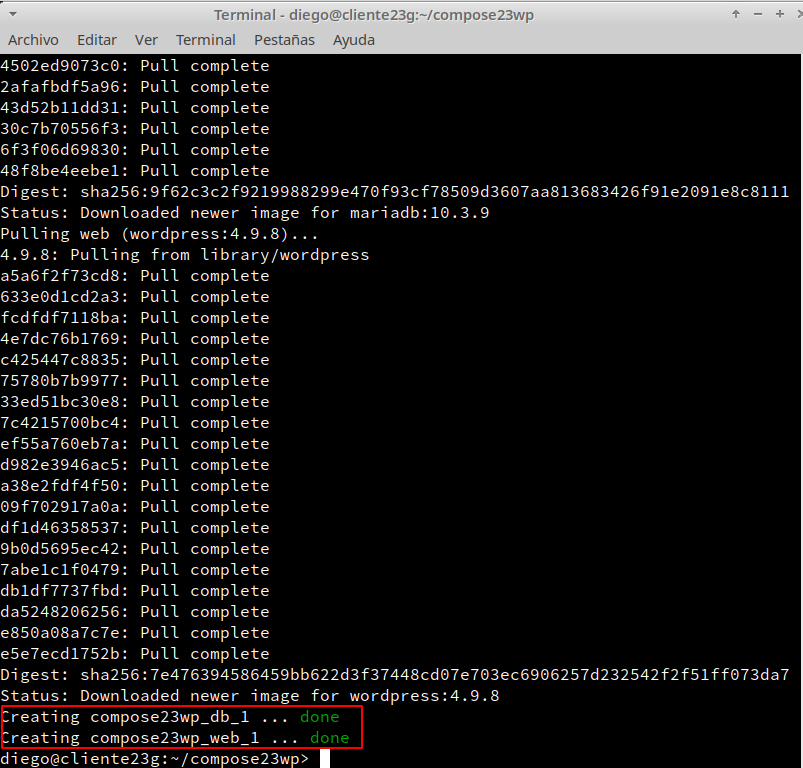 Terminal - diego@cliente23g:~/compose23wp
Archivo Editar Ver Terminal Pestañas Ayuda
4502ed9073c0: Pull complete
2afafbdf5a96: Pull complete
43d52b11dd31: Pull complete
30c7b70556f3: Pull complete
6f3f06d69830: Pull complete
48f8be4eebe1: Pull complete
Digest: sha256:9f62c3c2f9219988299e470f93cf78509d3607aa813683426f91e2091e8c8111
Status: Downloaded newer image for mariadb:10.3.9
Pulling web (wordpress:4.9.8)...
4.9.8: Pulling from library/wordpress
a5a6f2f73cd8: Pull complete
633e0d1cd2a3: Pull complete
fcdfdf7118ba: Pull complete
4e7dc76b1769: Pull complete
c425447c8835: Pull complete
75780b7b9977: Pull complete
33ed51bc30e8: Pull complete
7c4215700bc4: Pull complete
ef55a760eb7a: Pull complete
d982e3946ac5: Pull complete
a38e2fdf4f50: Pull complete
09f702917a0a: Pull complete
df1d46358537: Pull complete
9b0d5695ec42: Pull complete
7abe1c1f0479: Pull complete
db1df7737fbd: Pull complete
da5248206256: Pull complete
e850a08a7c7e: Pull complete
e5e7ecd1752b: Pull complete
Digest: sha256:7e476394586459bb622d3f37448cd07e703ec6906257d232542f2f51ff073da7
Status: Downloaded newer image for wordpress:4.9.8
Creating compose23wp_db_1 ... done
Creating compose23wp_web_1 ... done
diego@cliente23g:~/compose23wp>